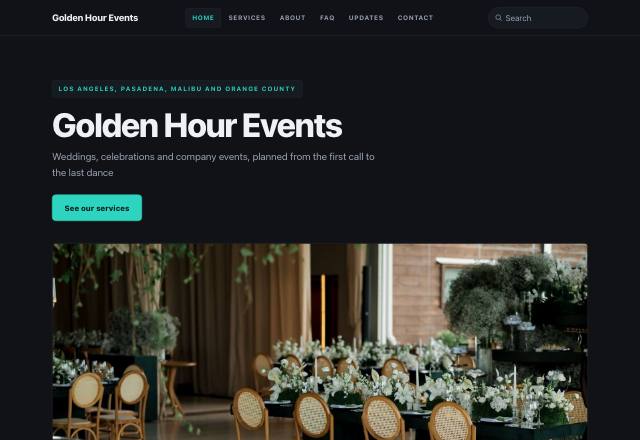 Golden Hour Events
HOME SERVICES ABOUT FAQ UPDATES CONTACT
Search
LOS ANGELES, PASADENA, MALIBU AND ORANGE COUNTY
Golden Hour Events
Weddings, celebrations and company events, planned from the first call to
the last dance
See our services